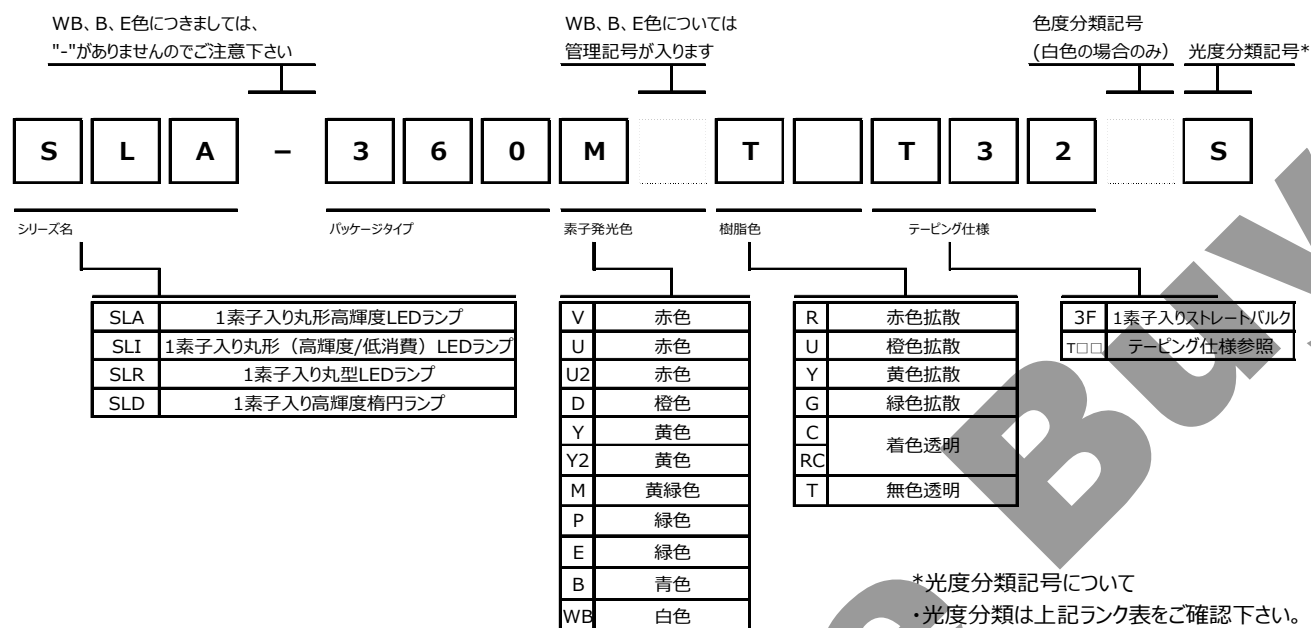 WB、B、E色につきましては、
"-"がありませんのでご注意下さい
WB、B、E色については
管理記号が入ります
色度分類記号
(白色の場合のみ)
光度分類記号*
S L A – 3 6 0 M T T 3 2 S
シリーズ名
パッケージタイプ
素子発光色
樹脂色
テーピング仕様
SLA 1素子入り丸形高輝度LEDランプ
SLI 1素子入り丸形（高輝度/低消費）LEDランプ
SLR 1素子入り丸型LEDランプ
SLD 1素子入り高輝度楕円ランプ
V 赤色
U 赤色
U2 赤色
D 橙色
Y 黄色
Y2 黄色
M 黄緑色
P 緑色
E 緑色
B 青色
WB 白色
R 赤色拡散
U 橙色拡散
Y 黄色拡散
G 緑色拡散
C 着色透明
RC
T 無色透明
3F 1素子入りストレートバルク
T□□ テーピング仕様参照
*光度分類記号について
・光度分類は上記ランク表をご確認下さい。
Buy